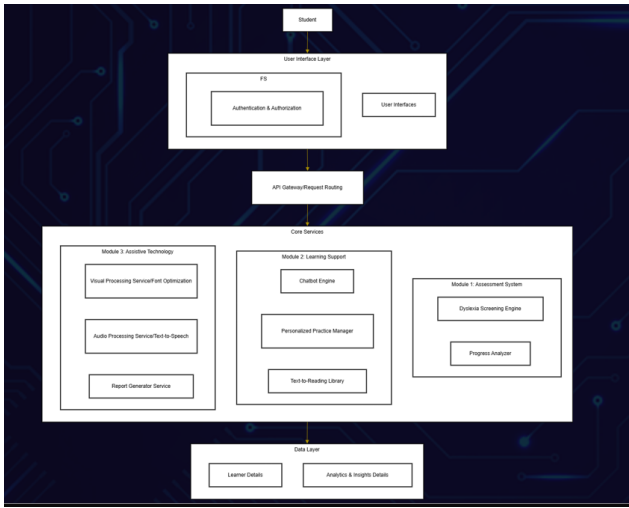 Student
User Interface Layer
FS
Authentication & Authorization
User Interfaces
API Gateway/Request Routing
Core Services
Module 3: Assistive Technology
Visual Processing Service/Font Optimization
Audio Processing Service/Text-to-Speech
Report Generator Service
Module 2: Learning Support
Chatbot Engine
Personalized Practice Manager
Text-to-Reading Library
Module 1: Assessment System
Dyslexia Screening Engine
Progress Analyzer
Data Layer
Learner Details
Analytics & Insights Details